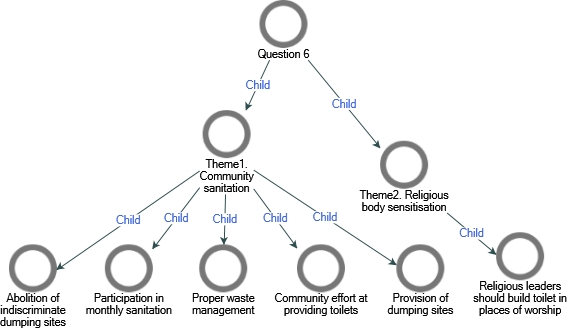 Question 6
Child
Child
Theme1.
Community
sanitation
Theme2. Religious
body sensitisation
Child
Child
Child
Child
Child
Child
Abolition of
indiscriminate
dumping sites
Participation in
monthly sanitation
Proper waste
management
Community effort at
providing toilets
Provision of
dumping sites
Religious leaders
should build toilet in
places of worship